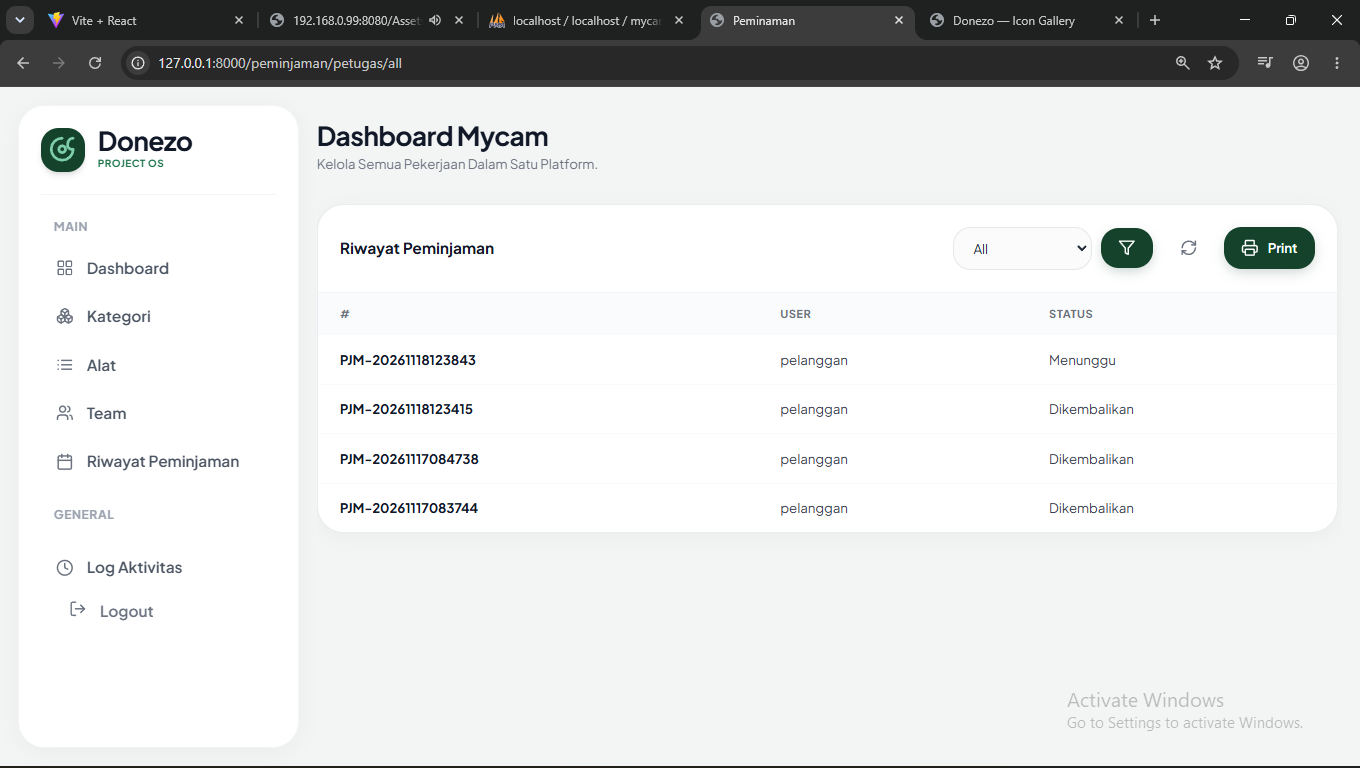 Vite + React
192.168.0.99:8080/Asset
localhost / localhost / mycam
Peminaman
Donezo — Icon Gallery
127.0.0.1:8000/peminjaman/petugas/all
Donezo
PROJECT OS
MAIN
Dashboard
Kategori
Alat
Team
Riwayat Peminjaman
GENERAL
Log Aktivitas
Logout
Dashboard Mycam
Kelola Semua Pekerjaan Dalam Satu Platform.
Riwayat Peminjaman
All
Print
# USER STATUS
PJM-20261118123843 pelanggan Menunggu
PJM-20261118123415 pelanggan Dikembalikan
PJM-20261117084738 pelanggan Dikembalikan
PJM-20261117083744 pelanggan Dikembalikan
Activate Windows
Go to Settings to activate Windows.